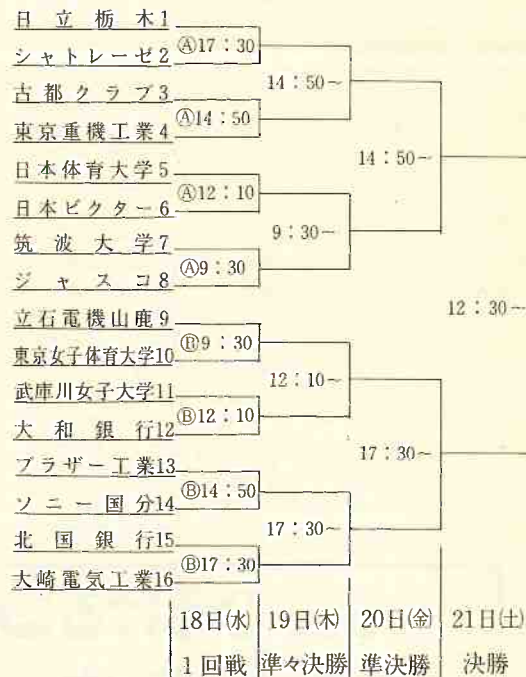 日立栃木1
Ⓐ17：30
シャトレーゼ2
14：50~
古都クラブ3
Ⓐ14：50
東京重機工業4
14：50~
日本体育大学5
Ⓐ12：10
日本ビクター6
9：30~
筑波大学7
Ⓐ9：30
ジャスコ8
12：30~
立石電機山鹿9
Ⓑ9：30
東京女子体育大学10
12：10~
武庫川女子大学11
Ⓑ12：10
大和銀行12
17：30~
ブラザー工業13
Ⓑ14：50
ソニー国分14
17：30~
北国銀行15
Ⓑ17：30
大崎電気工業16
18日(水) 19日(木) 20日(金) 21日(土)
1回戦 準々決勝 準決勝 決勝